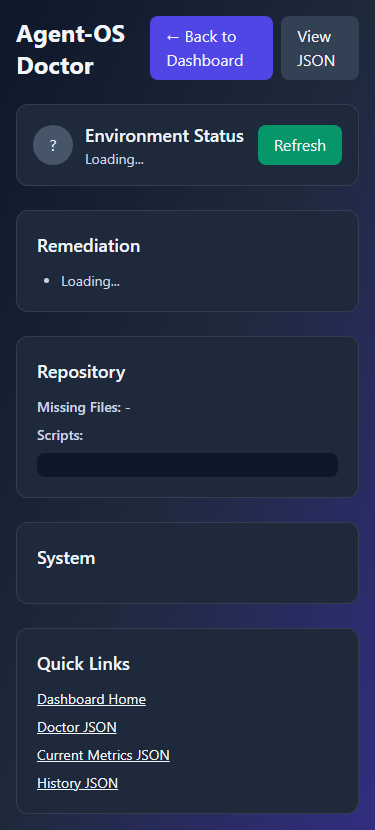 Agent-OS
Doctor
← Back to
Dashboard
View
JSON
?
Environment Status
Loading...
Refresh
Remediation
• Loading...
Repository
Missing Files: -
Scripts:
System
Quick Links
Dashboard Home
Doctor JSON
Current Metrics JSON
History JSON